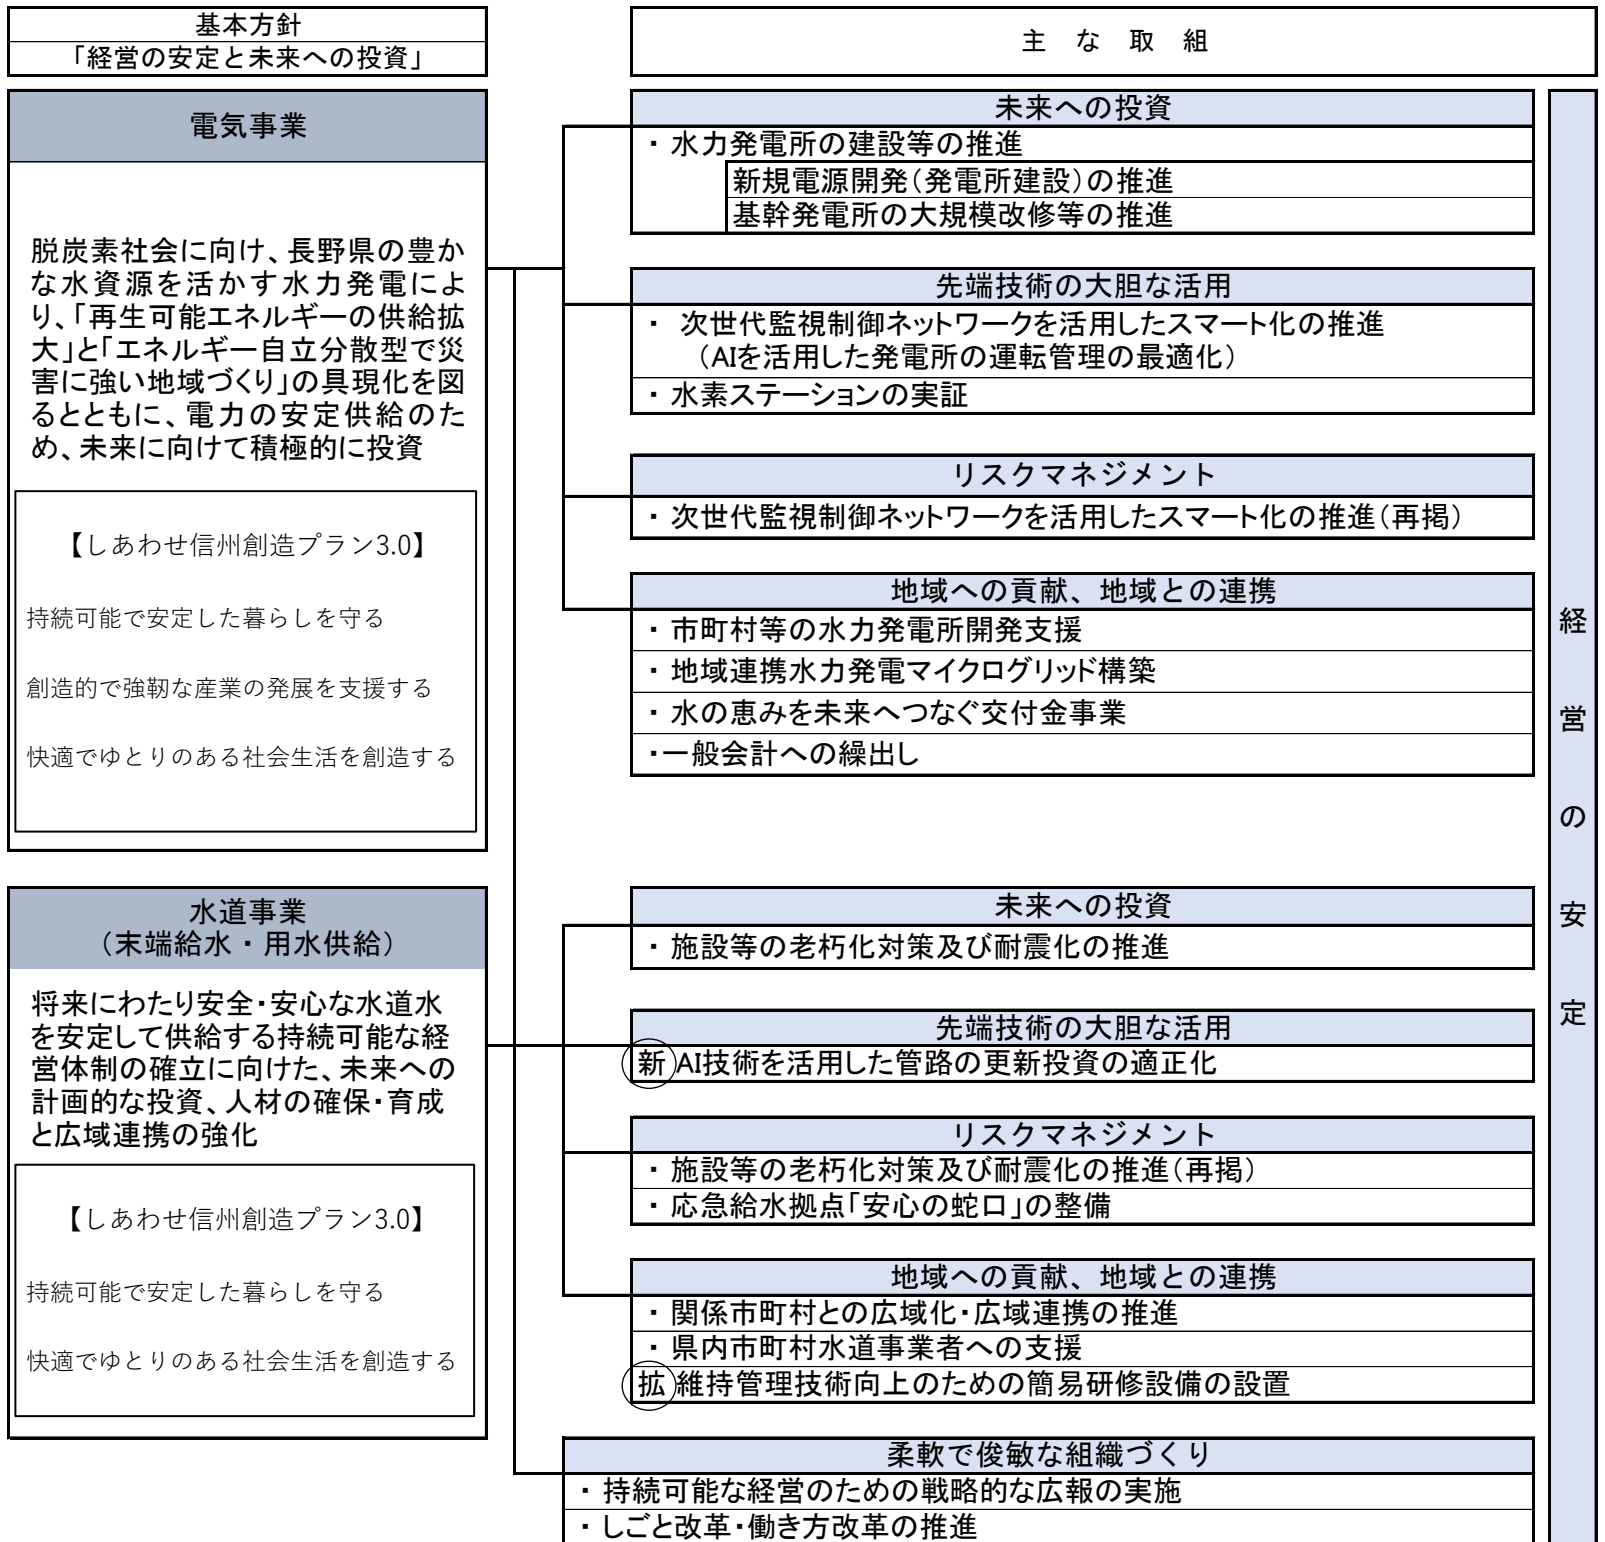 基本方針
「経営の安定と未来への投資」
主な取組
電気事業
脱炭素社会に向け、長野県の豊か
な水資源を活かす水力発電によ
り、「再生可能エネルギーの供給拡
大」と「エネルギー自立分散型で災
害に強い地域づくり」の具現化を図
るとともに、電力の安定供給のた
め、未来に向けて積極的に投資
【しあわせ信州創造プラン3.0】
持続可能で安定した暮らしを守る
創造的で強靭な産業の発展を支援する
快適でゆとりのある社会生活を創造する
未来への投資
・水力発電所の建設等の推進
新規電源開発（発電所建設）の推進
基幹発電所の大規模改修等の推進
先端技術の大胆な活用
・ 次世代監視制御ネットワークを活用したスマート化の推進
（AIを活用した発電所の運転管理の最適化）
・水素ステーションの実証
リスクマネジメント
・次世代監視制御ネットワークを活用したスマート化の推進（再掲）
地域への貢献、地域との連携
・市町村等の水力発電所開発支援
・地域連携水力発電マイクログリッド構築
・水の恵みを未来へつなぐ交付金事業
・一般会計への繰出し
水道事業
（末端給水・用水供給）
将来にわたり安全・安心な水道水
を安定して供給する持続可能な経
営体制の確立に向けた、未来への
計画的な投資、人材の確保・育成
と広域連携の強化
【しあわせ信州創造プラン3.0】
持続可能で安定した暮らしを守る
快適でゆとりのある社会生活を創造する
未来への投資
・施設等の老朽化対策及び耐震化の推進
先端技術の大胆な活用
新 AI技術を活用した管路の更新投資の適正化
リスクマネジメント
・施設等の老朽化対策及び耐震化の推進（再掲）
・応急給水拠点「安心の蛇口」の整備
地域への貢献、地域との連携
・関係市町村との広域化・広域連携の推進
・県内市町村水道事業者への支援
拡 維持管理技術向上のための簡易研修設備の設置
柔軟で俊敏な組織づくり
・持続可能な経営のための戦略的な広報の実施
・しごと改革・働き方改革の推進
経営の安定